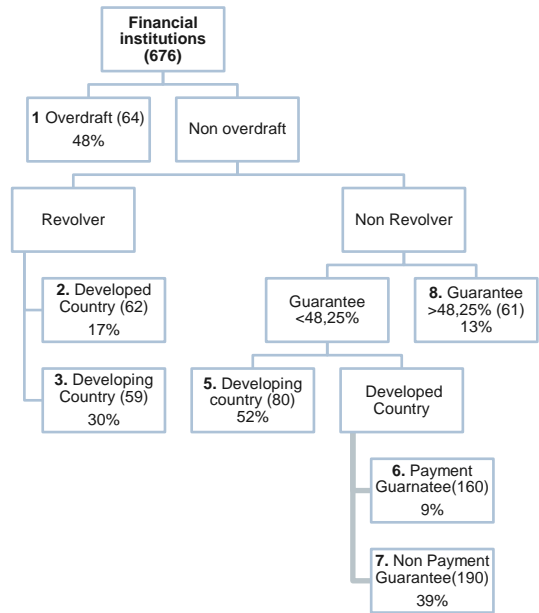 Financial
institutions
(676)
1 Overdraft (64)
48%
Non overdraft
Revolver
Non Revolver
2. Developed
Country (62)
17%
3. Developing
Country (59)
30%
Guarantee
<48,25%
8. Guarantee
>48,25% (61)
13%
5. Developing
country (80)
52%
Developed
Country
6. Payment
Guarnatee(160)
9%
7. Non Payment
Guarantee(190)
39%